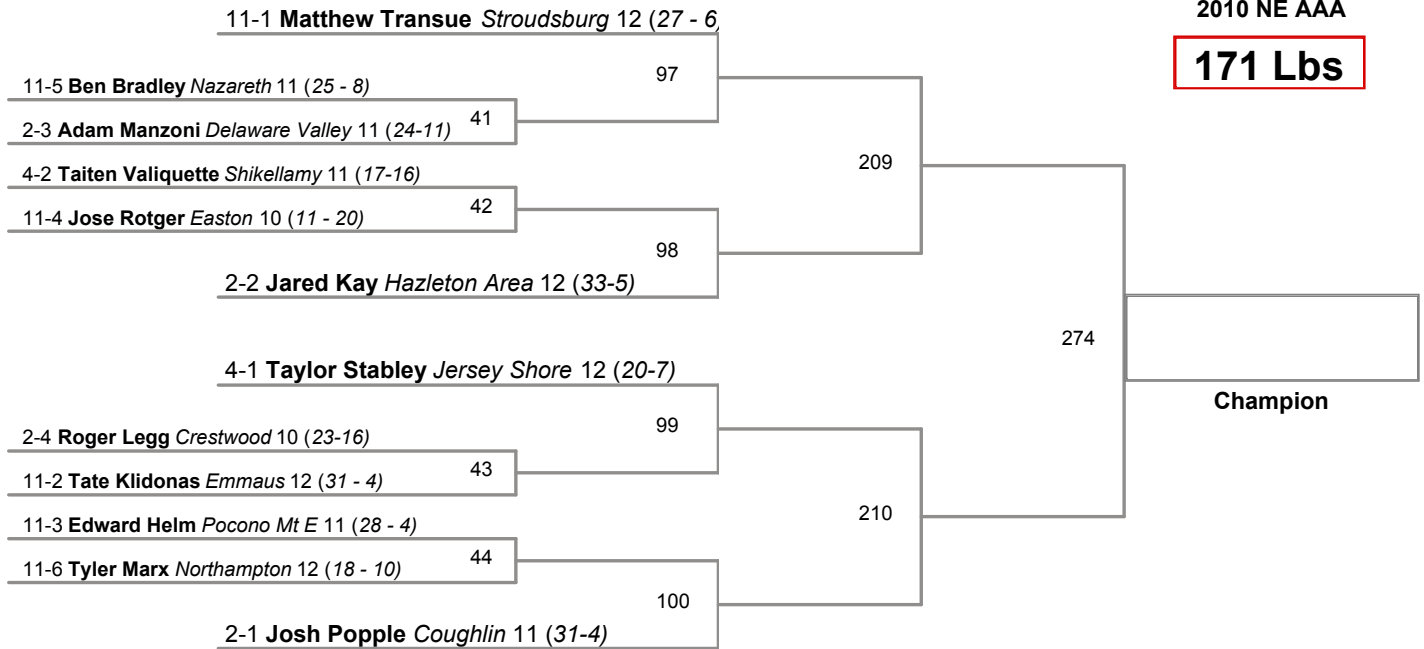 2010 NE AAA
171 Lbs
11-1 Matthew Transue Stroudsburg 12 (27 - 6)
97
11-5 Ben Bradley Nazareth 11 (25 - 8)
41
2-3 Adam Manzoni Delaware Valley 11 (24-11)
209
4-2 Taiten Valiquette Shikellamy 11 (17-16)
42
11-4 Jose Rotger Easton 10 (11 - 20)
98
2-2 Jared Kay Hazleton Area 12 (33-5)
274
4-1 Taylor Stabley Jersey Shore 12 (20-7)
Champion
99
2-4 Roger Legg Crestwood 10 (23-16)
43
11-2 Tate Klidonas Emmaus 12 (31 - 4)
210
11-3 Edward Helm Pocono Mt E 11 (28 - 4)
44
11-6 Tyler Marx Northampton 12 (18 - 10)
100
2-1 Josh Popple Coughlin 11 (31-4)